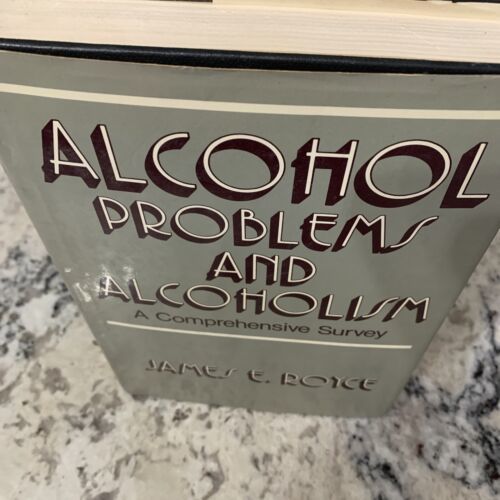 ALCOHOL
PROBLEMS
AND
ALCOHOLISM
A Comprehensive Survey
JAMES E. ROYCE